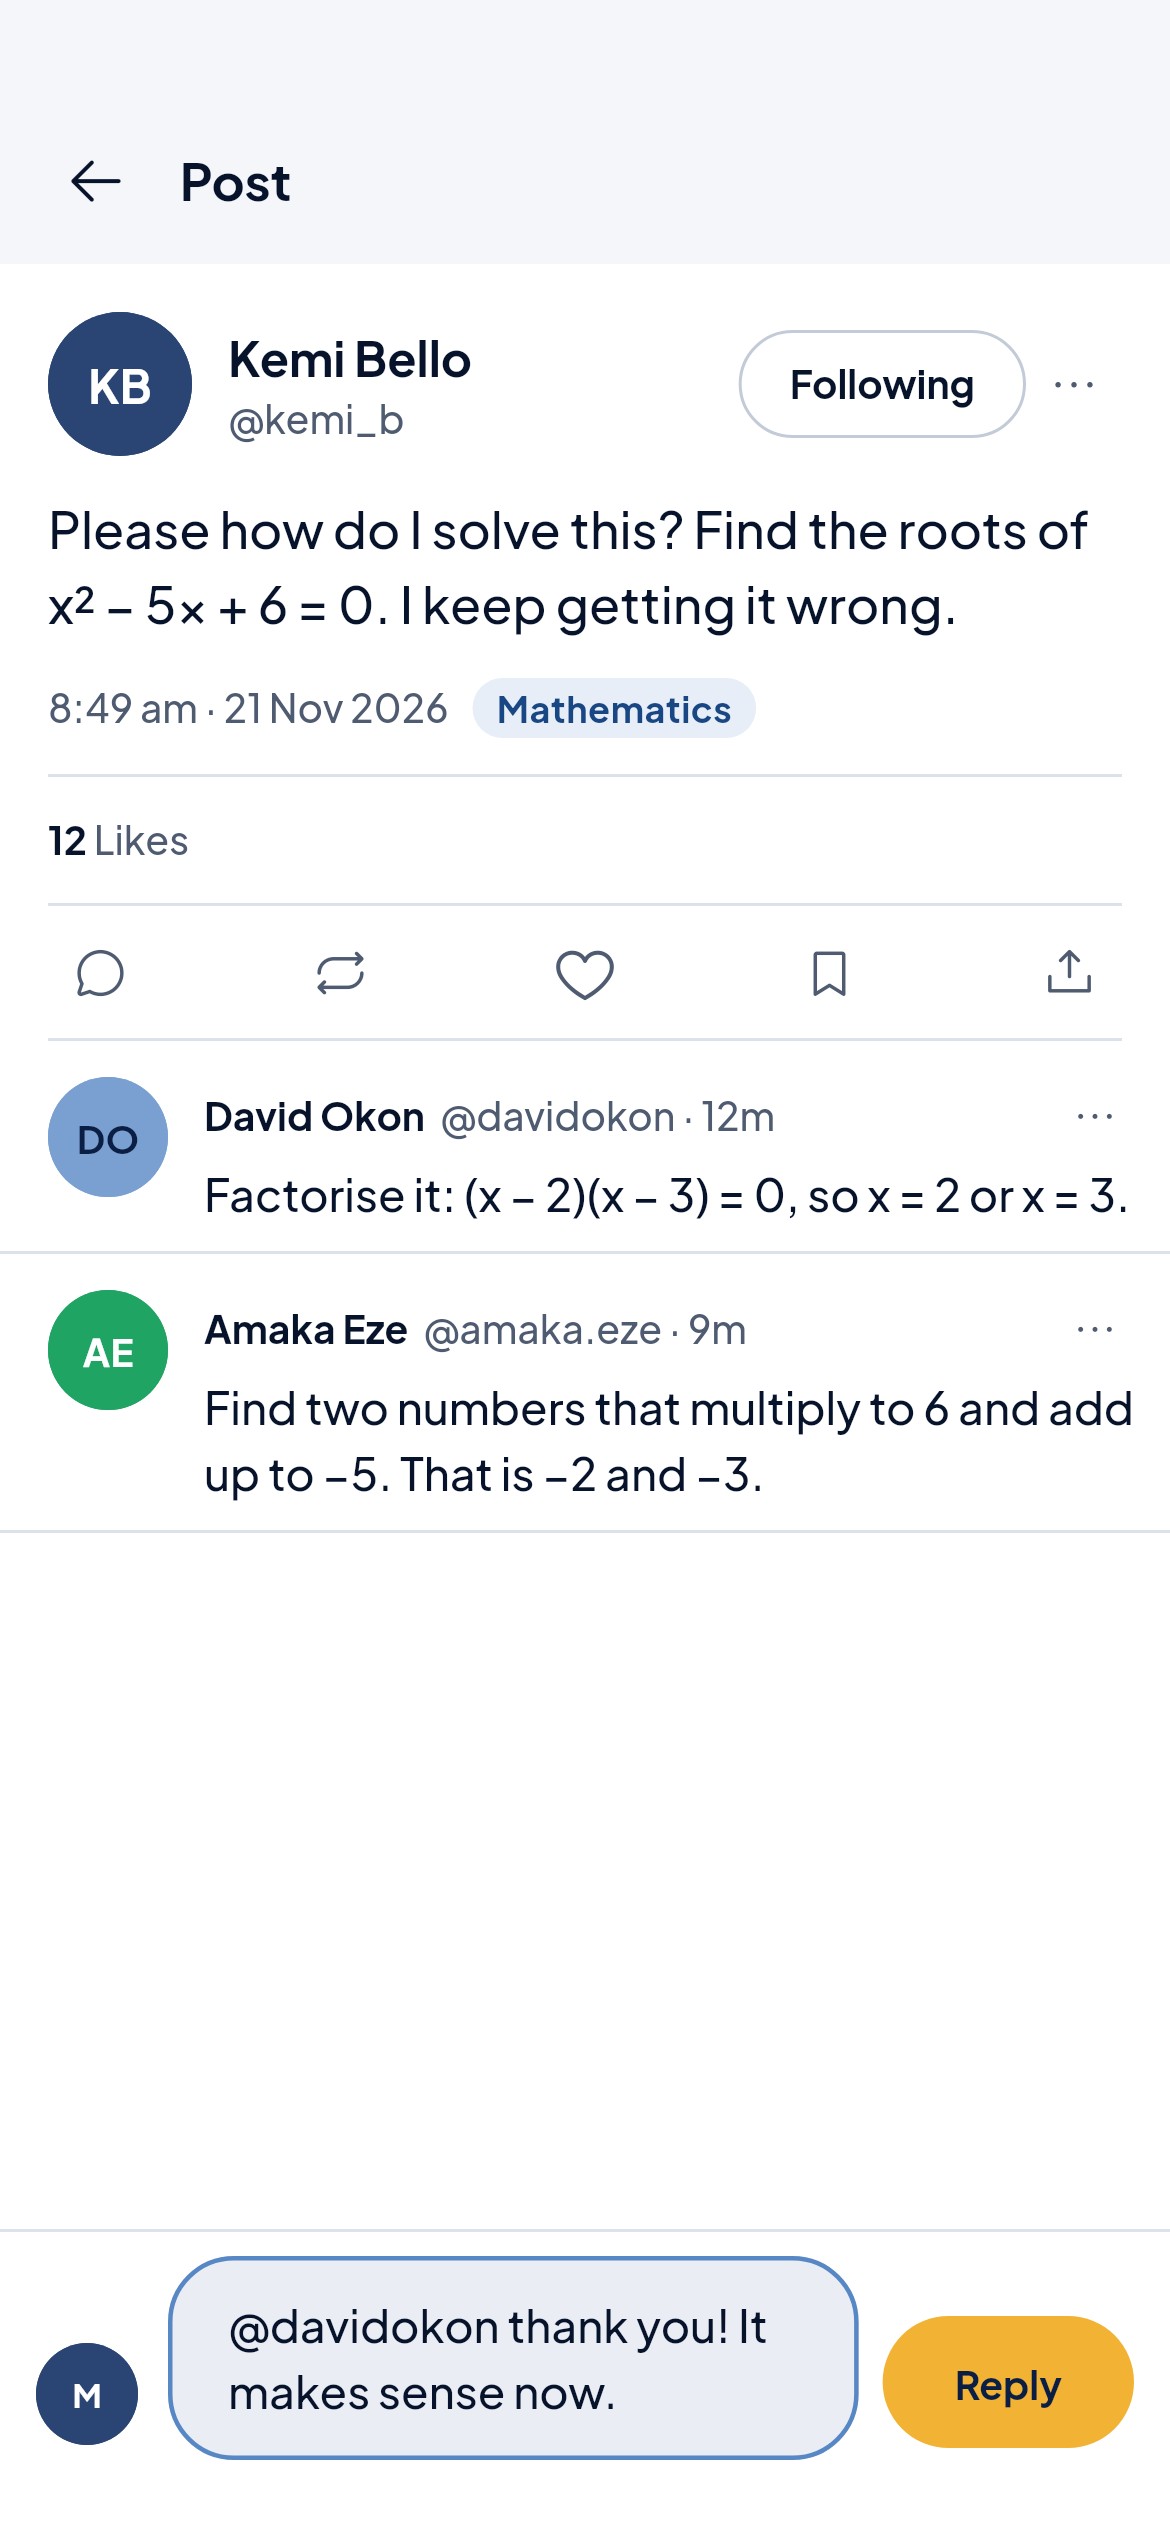 Post
KB
Kemi Bello
@kemi_b
Following
Please how do I solve this? Find the roots of
x² − 5× + 6 = 0. I keep getting it wrong.
8:49 am · 21 Nov 2026 Mathematics
12 Likes
DO
David Okon @davidokon · 12m
Factorise it: (x − 2)(x − 3) = 0, so x = 2 or x = 3.
AE
Amaka Eze @amaka.eze · 9m
Find two numbers that multiply to 6 and add
up to −5. That is −2 and −3.
M
@davidokon thank you! It
makes sense now.
Reply